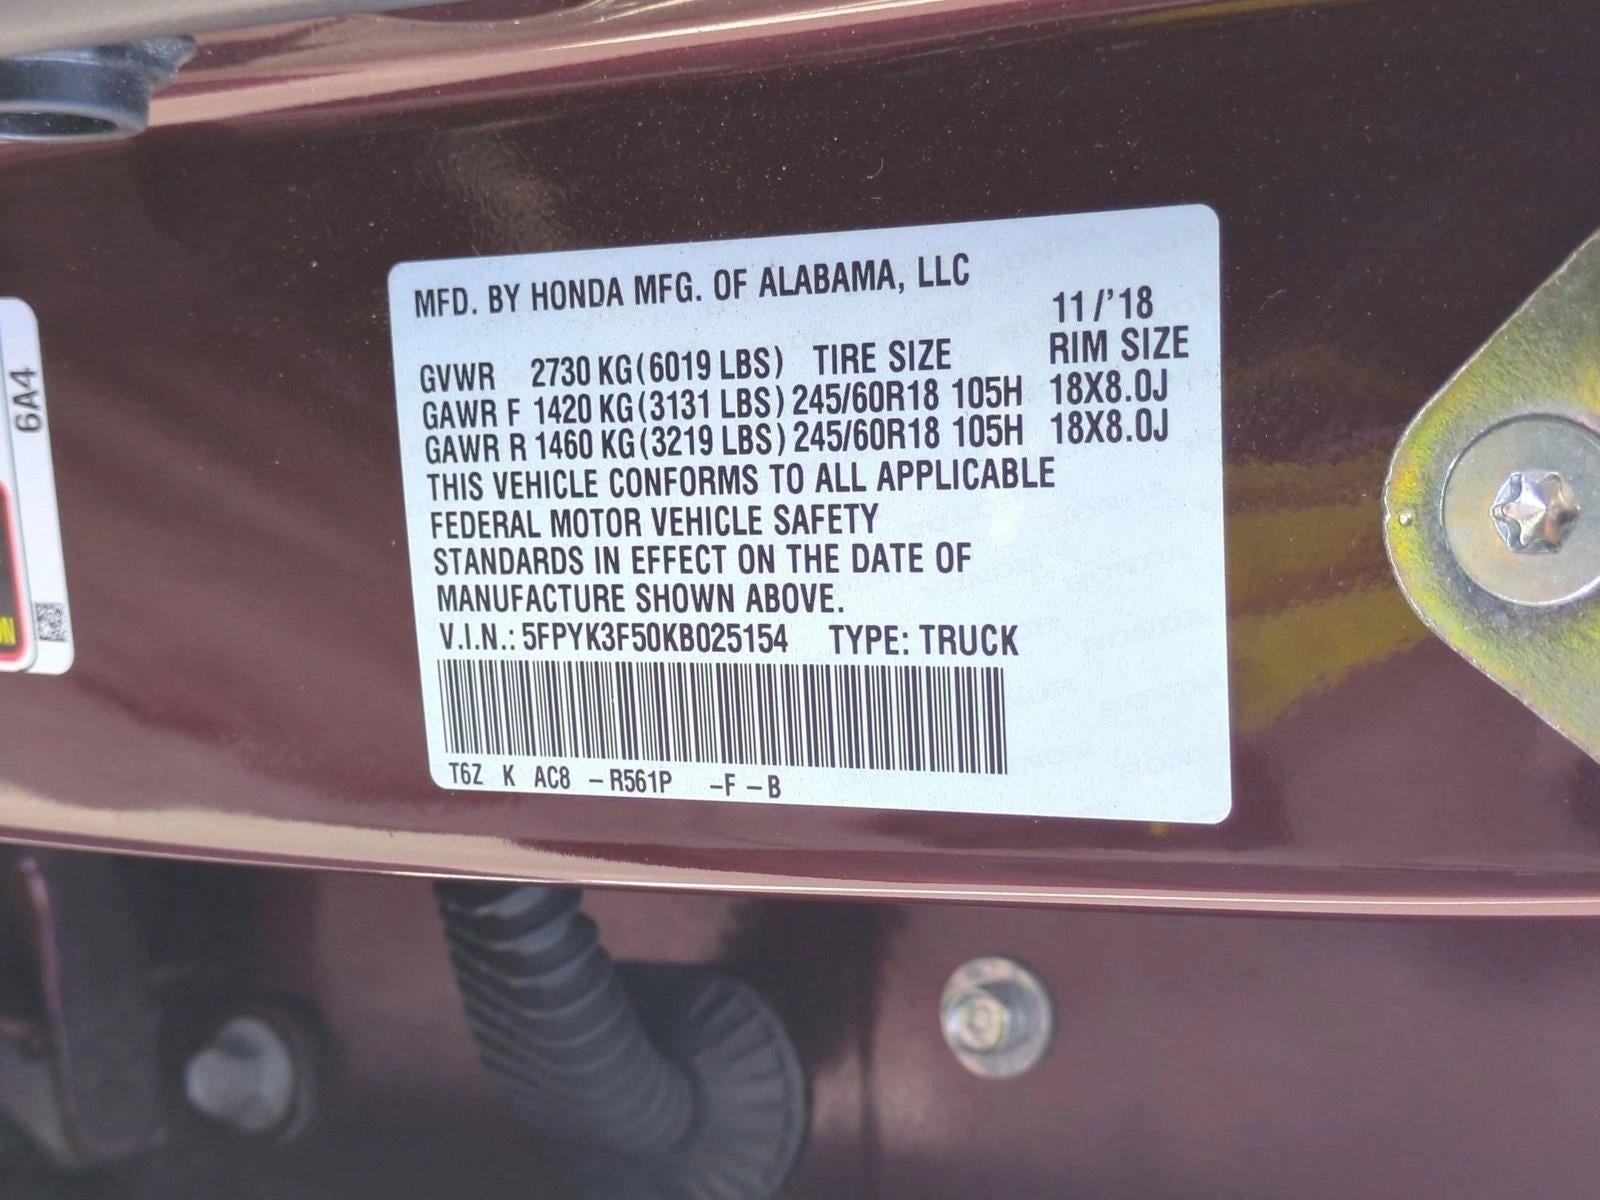 MFD. BY HONDA MFG. OF ALABAMA, LLC
11/'18
GVWR 2730 KG(6019 LBS) TIRE SIZE RIM SIZE
GAWR F 1420 KG(3131 LBS) 245/60R18 105H 18X8.0J
GAWR R 1460 KG(3219 LBS) 245/60R18 105H 18X8.0J
THIS VEHICLE CONFORMS TO ALL APPLICABLE
FEDERAL MOTOR VEHICLE SAFETY
STANDARDS IN EFFECT ON THE DATE OF
MANUFACTURE SHOWN ABOVE.
V.I.N.: 5FPYK3F50KB025154 TYPE: TRUCK
T6Z K AC8 -R561P -F -B
6A4